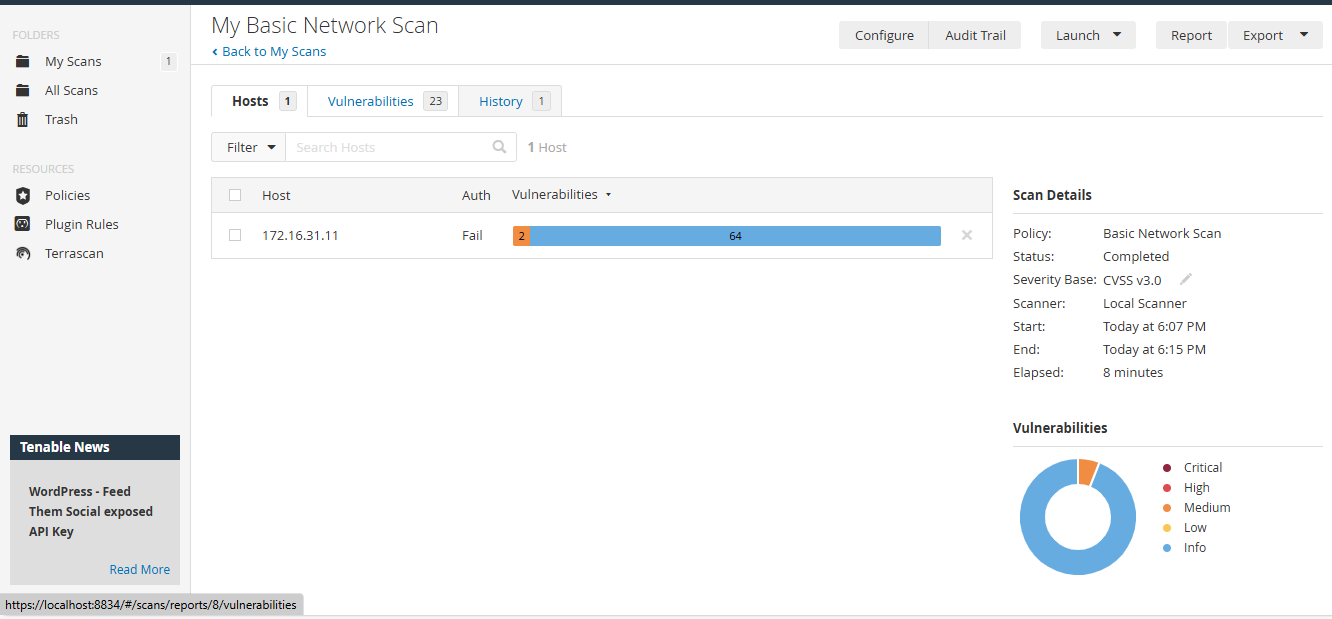 My Basic Network Scan
Back to My Scans
Configure
Audit Trail
Launch
Report
Export
FOLDERS
My Scans 1
All Scans
Trash
RESOURCES
Policies
Plugin Rules
Terrascan
Tenable News
WordPress - Feed
Them Social exposed
API Key
Read More
Hosts 1
Vulnerabilities 23
History 1
Filter
Search Hosts
1 Host
Host Auth Vulnerabilities
172.16.31.11 Fail 2 64
Scan Details
Policy: Basic Network Scan
Status: Completed
Severity Base: CVSS v3.0
Scanner: Local Scanner
Start: Today at 6:07 PM
End: Today at 6:15 PM
Elapsed: 8 minutes
Vulnerabilities
Critical
High
Medium
Low
Info
https://localhost:8834/#/scans/reports/8/vulnerabilities